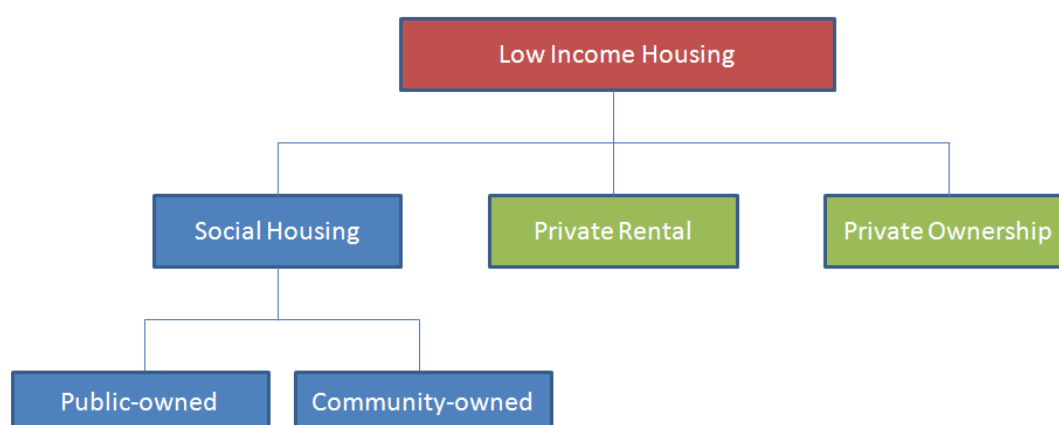 Low Income Housing
Social Housing
Private Rental
Private Ownership
Public-owned
Community-owned